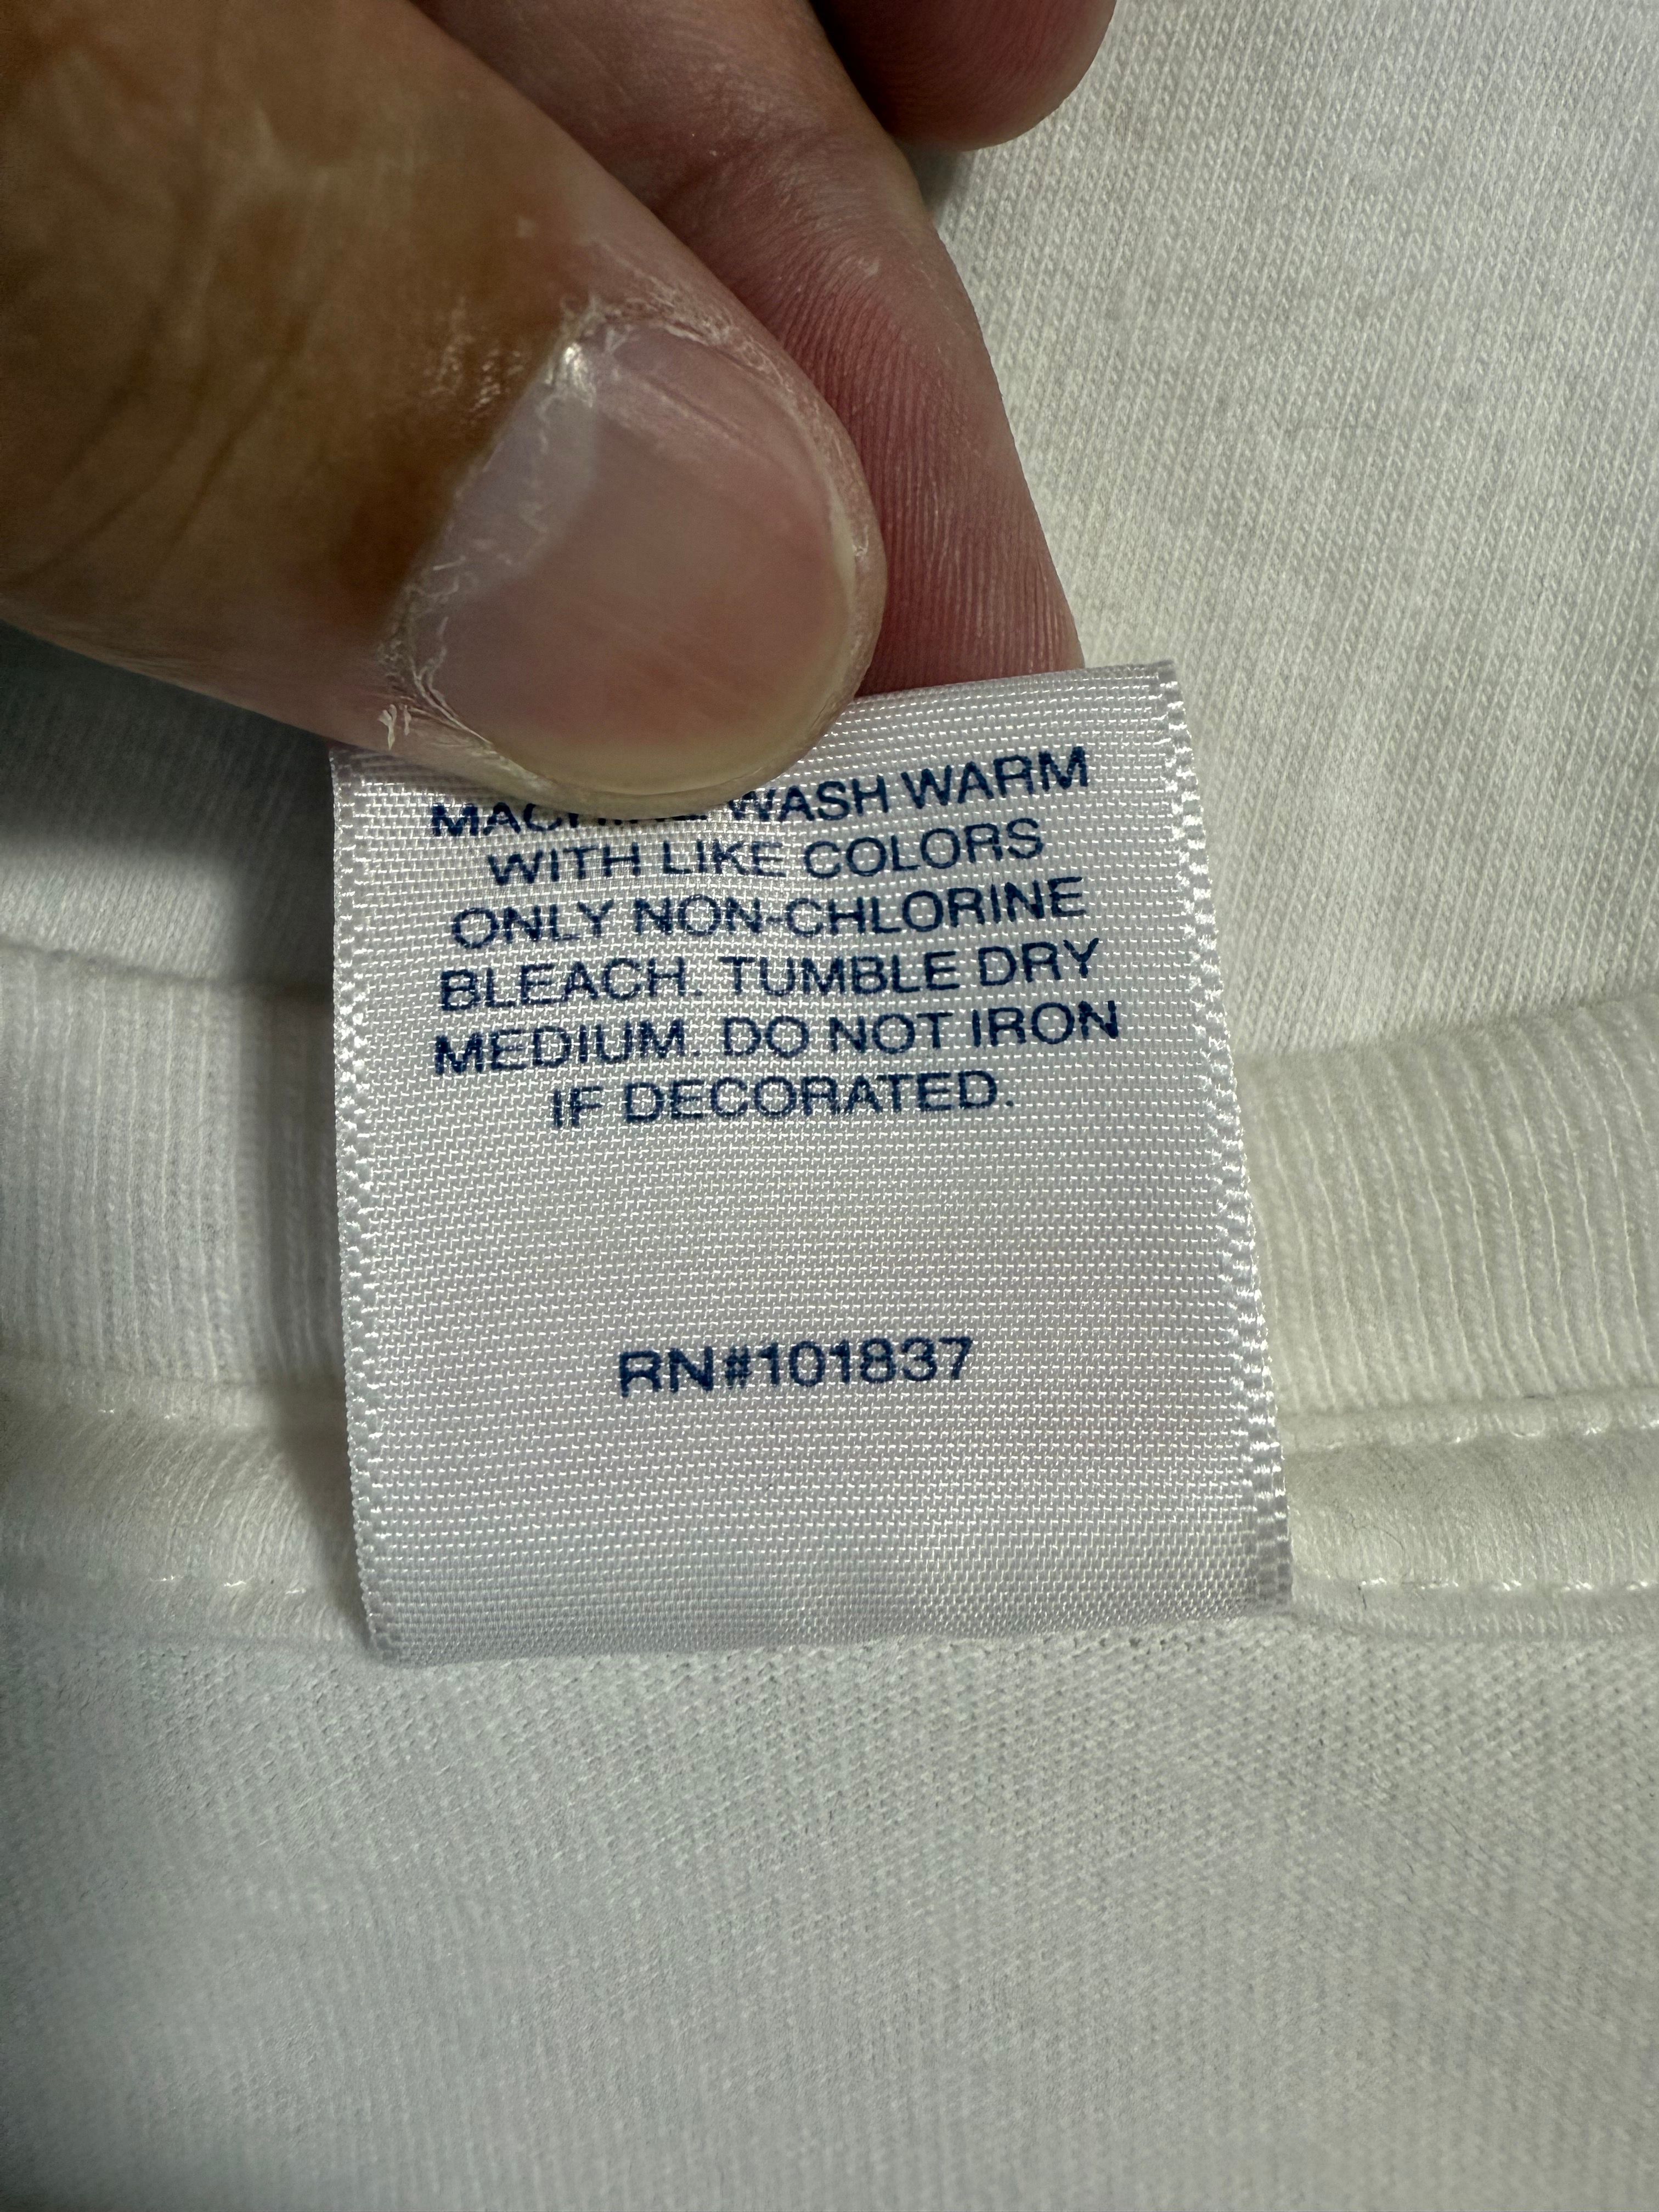 MACHINE WASH WARM
WITH LIKE COLORS
ONLY NON-CHLORINE
BLEACH. TUMBLE DRY
MEDIUM. DO NOT IRON
IF DECORATED.
RN#101837